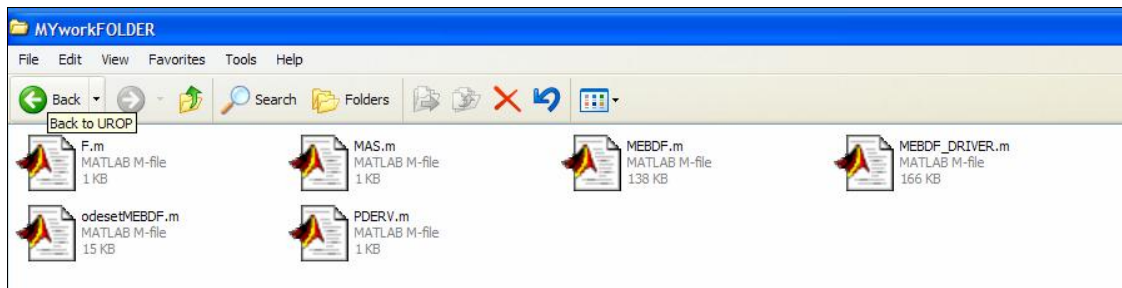 MYworkFOLDER
File Edit View Favorites Tools Help
Back Search Folders
Back to UROP
F.m
MATLAB M-file
1 KB
MAS.m
MATLAB M-file
1 KB
MEBDF.m
MATLAB M-file
138 KB
MEBDF_DRIVER.m
MATLAB M-file
166 KB
odesetMEBDF.m
MATLAB M-file
15 KB
PDERV.m
MATLAB M-file
1 KB